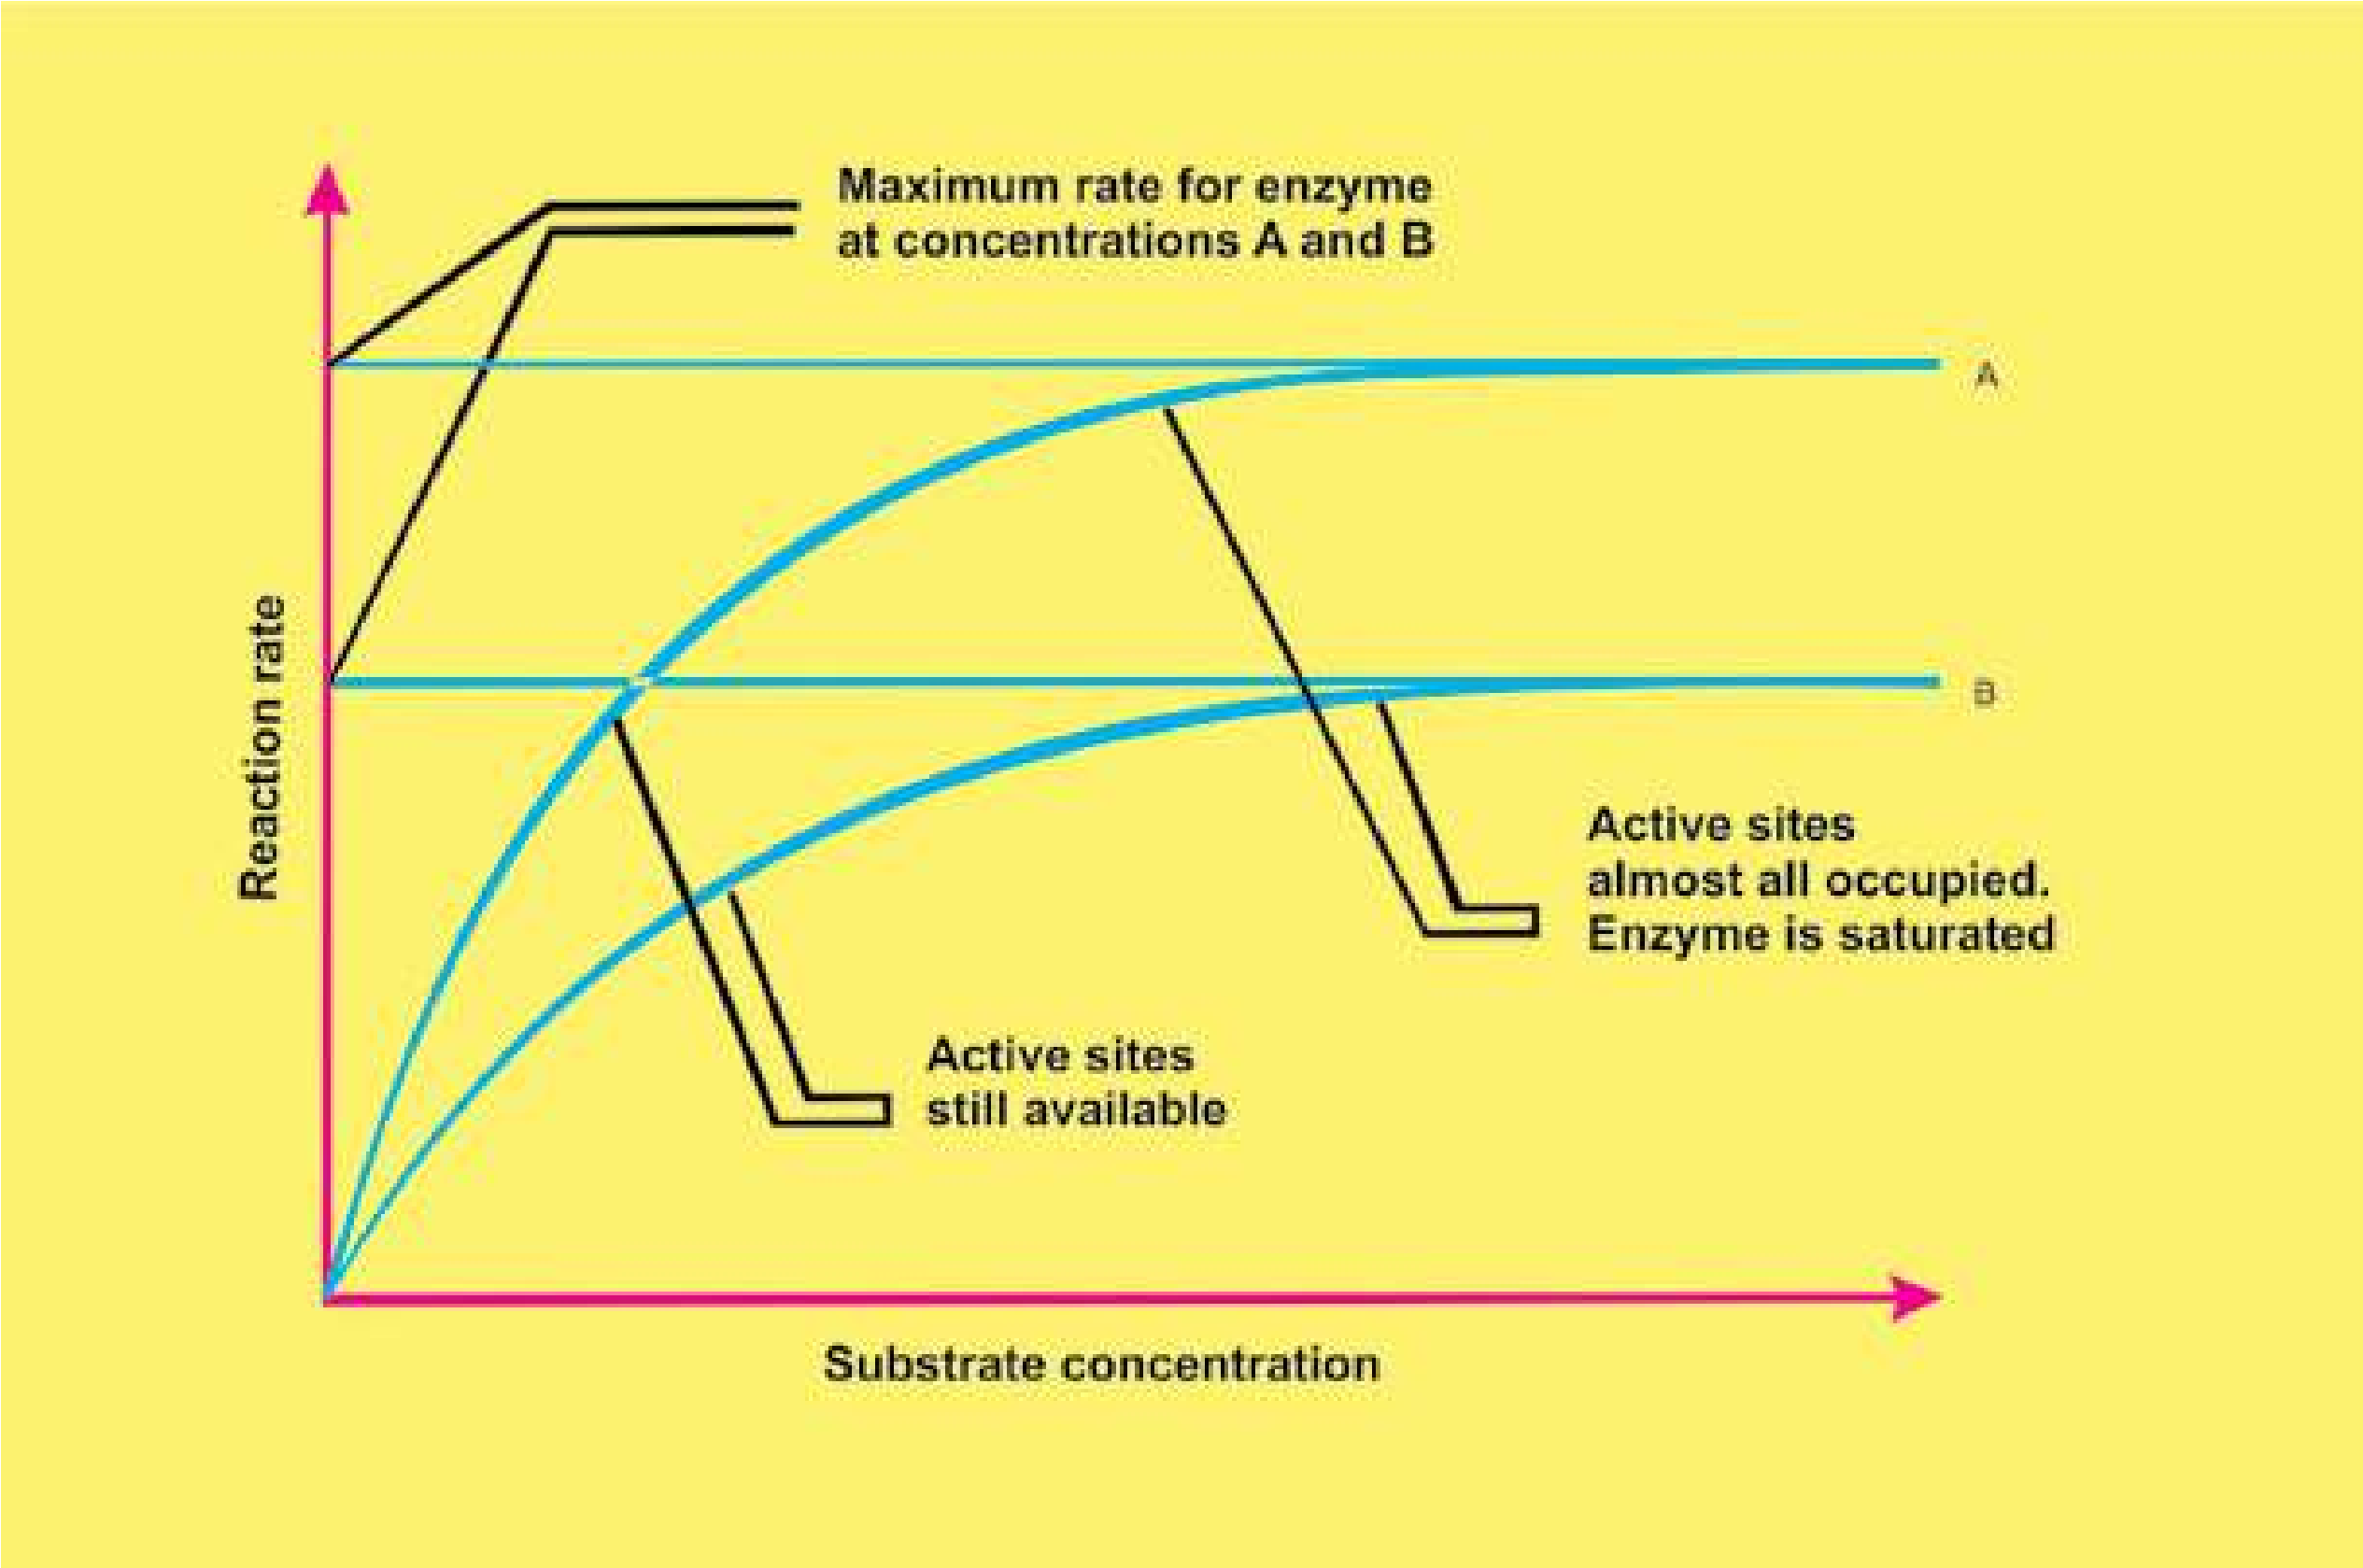 Maximum rate for enzyme
at concentrations A and B
A
Reaction rate
B
Active sites
almost all occupied.
Enzyme is saturated
Active sites
still available
Substrate concentration